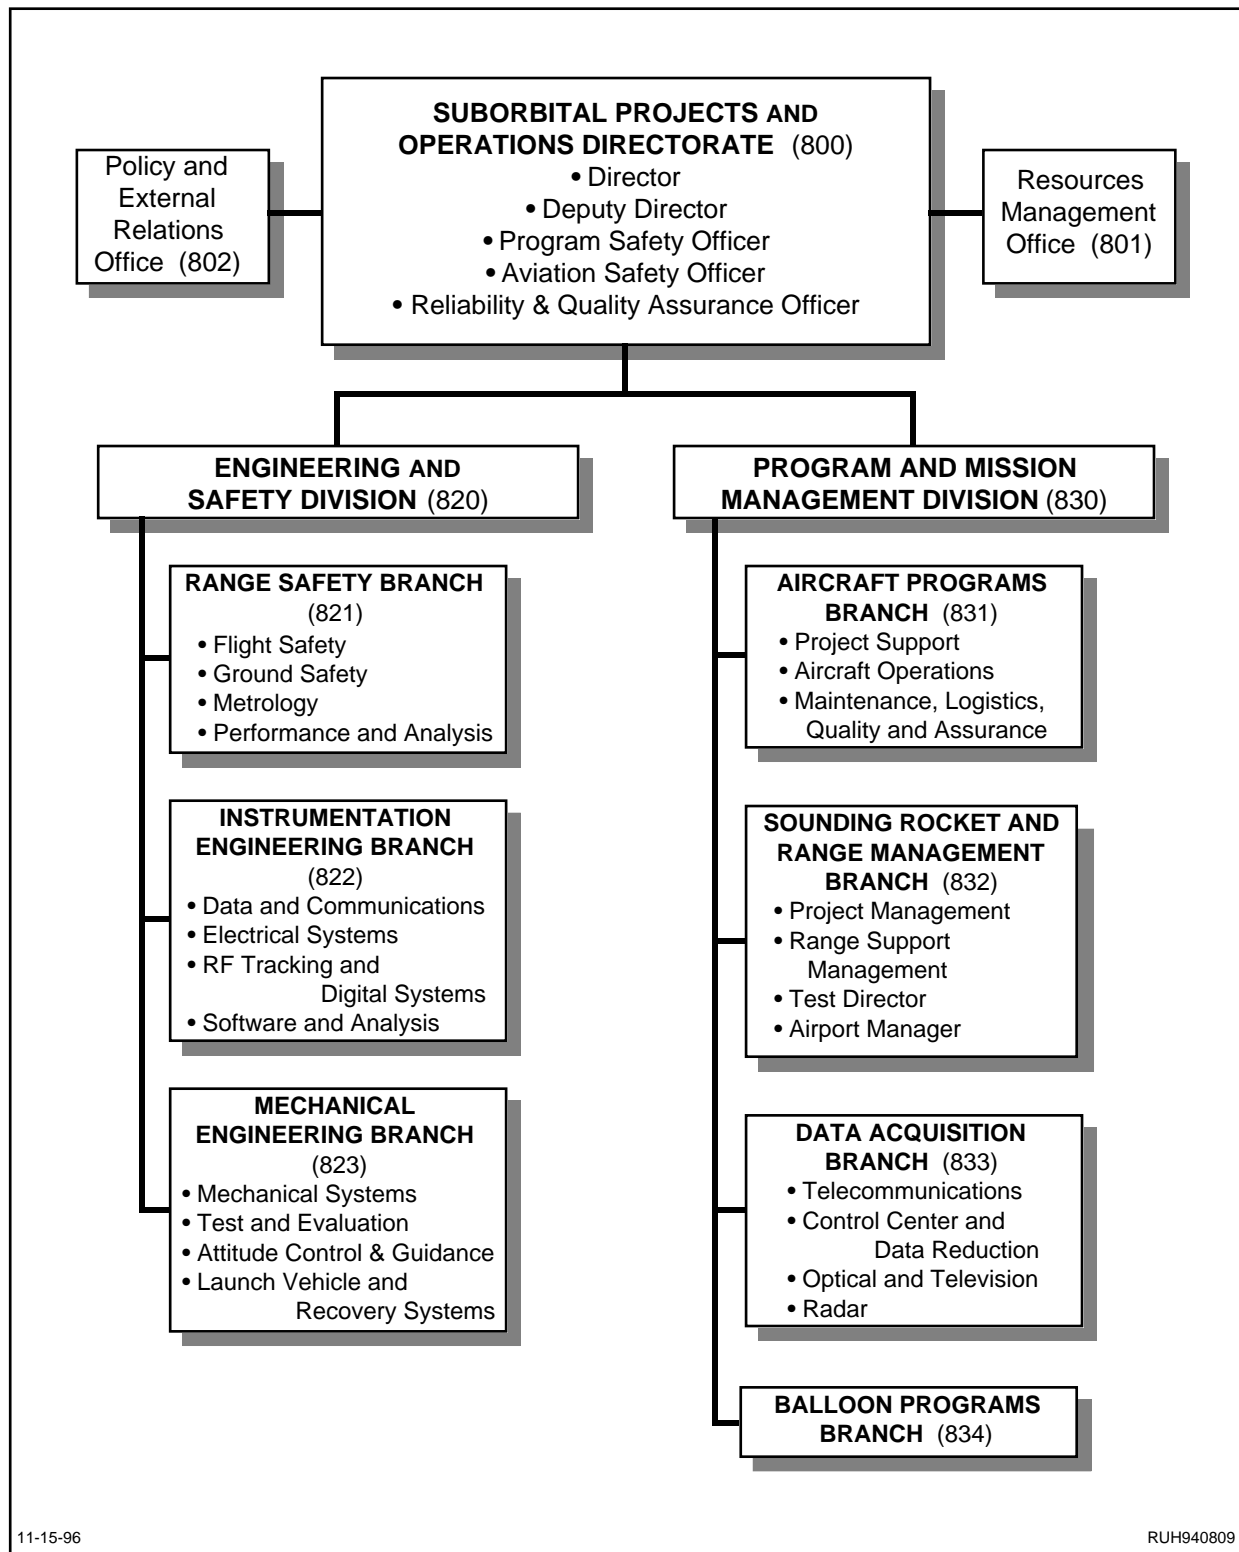 SUBORBITAL PROJECTS AND
OPERATIONS DIRECTORATE (800)
• Director
• Deputy Director
• Program Safety Officer
• Aviation Safety Officer
• Reliability & Quality Assurance Officer
Policy and
External
Relations
Office (802)
Resources
Management
Office (801)
ENGINEERING AND
SAFETY DIVISION (820)
RANGE SAFETY BRANCH
(821)
• Flight Safety
• Ground Safety
• Metrology
• Performance and Analysis
INSTRUMENTATION
ENGINEERING BRANCH
(822)
• Data and Communications
• Electrical Systems
• RF Tracking and
Digital Systems
• Software and Analysis
MECHANICAL
ENGINEERING BRANCH
(823)
• Mechanical Systems
• Test and Evaluation
• Attitude Control & Guidance
• Launch Vehicle and
Recovery Systems
PROGRAM AND MISSION
MANAGEMENT DIVISION (830)
AIRCRAFT PROGRAMS
BRANCH (831)
• Project Support
• Aircraft Operations
• Maintenance, Logistics,
Quality and Assurance
SOUNDING ROCKET AND
RANGE MANAGEMENT
BRANCH (832)
• Project Management
• Range Support
Management
• Test Director
• Airport Manager
DATA ACQUISITION
BRANCH (833)
• Telecommunications
• Control Center and
Data Reduction
• Optical and Television
• Radar
BALLOON PROGRAMS
BRANCH (834)
11-15-96
RUH940809